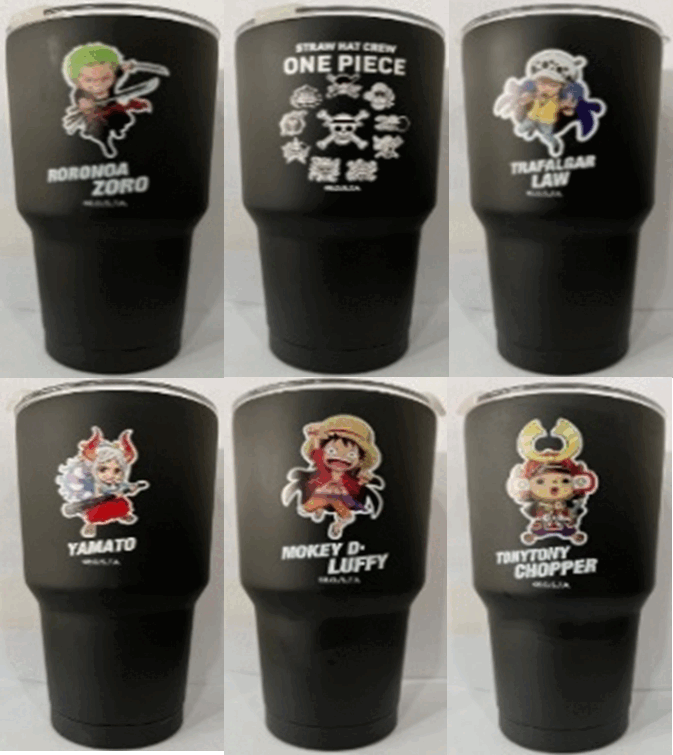 RORONOA
ZORO
STRAW HAT CREW
ONE PIECE
TRAFALGAR
LAW
YAMATO
MOKEY D·
LUFFY
TONYTONY
CHOPPER